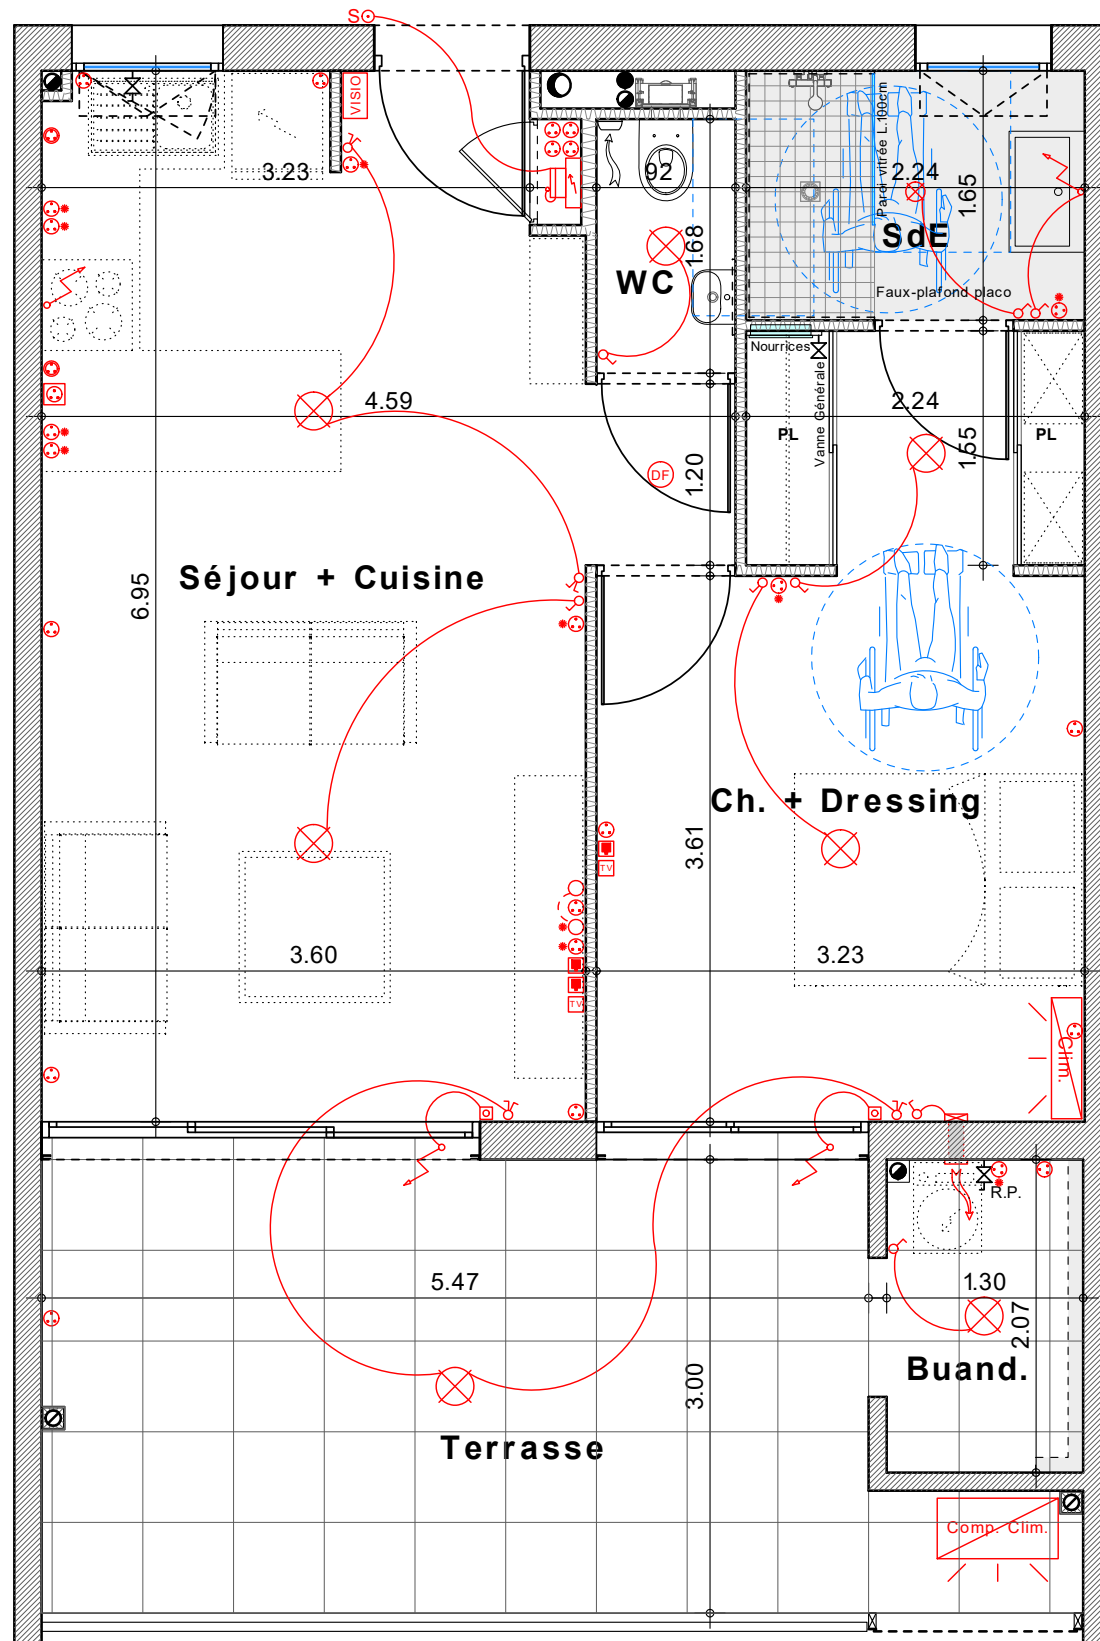 S
VISIO
3.23
92
1.68
WC
Paroi vitrée L.100cm
2.24
1.65
SdE
Faux-plafond placo
Nourrices
Vanne Générale
4.59
2.24
PL
PL
1.55
1.20
DF
Séjour + Cuisine
6.95
Ch. + Dressing
3.61
TV
3.60
3.23
TV
Clim.
R.P.
5.47
1.30
2.07
Buand.
3.00
Terrasse
Comp. Clim.